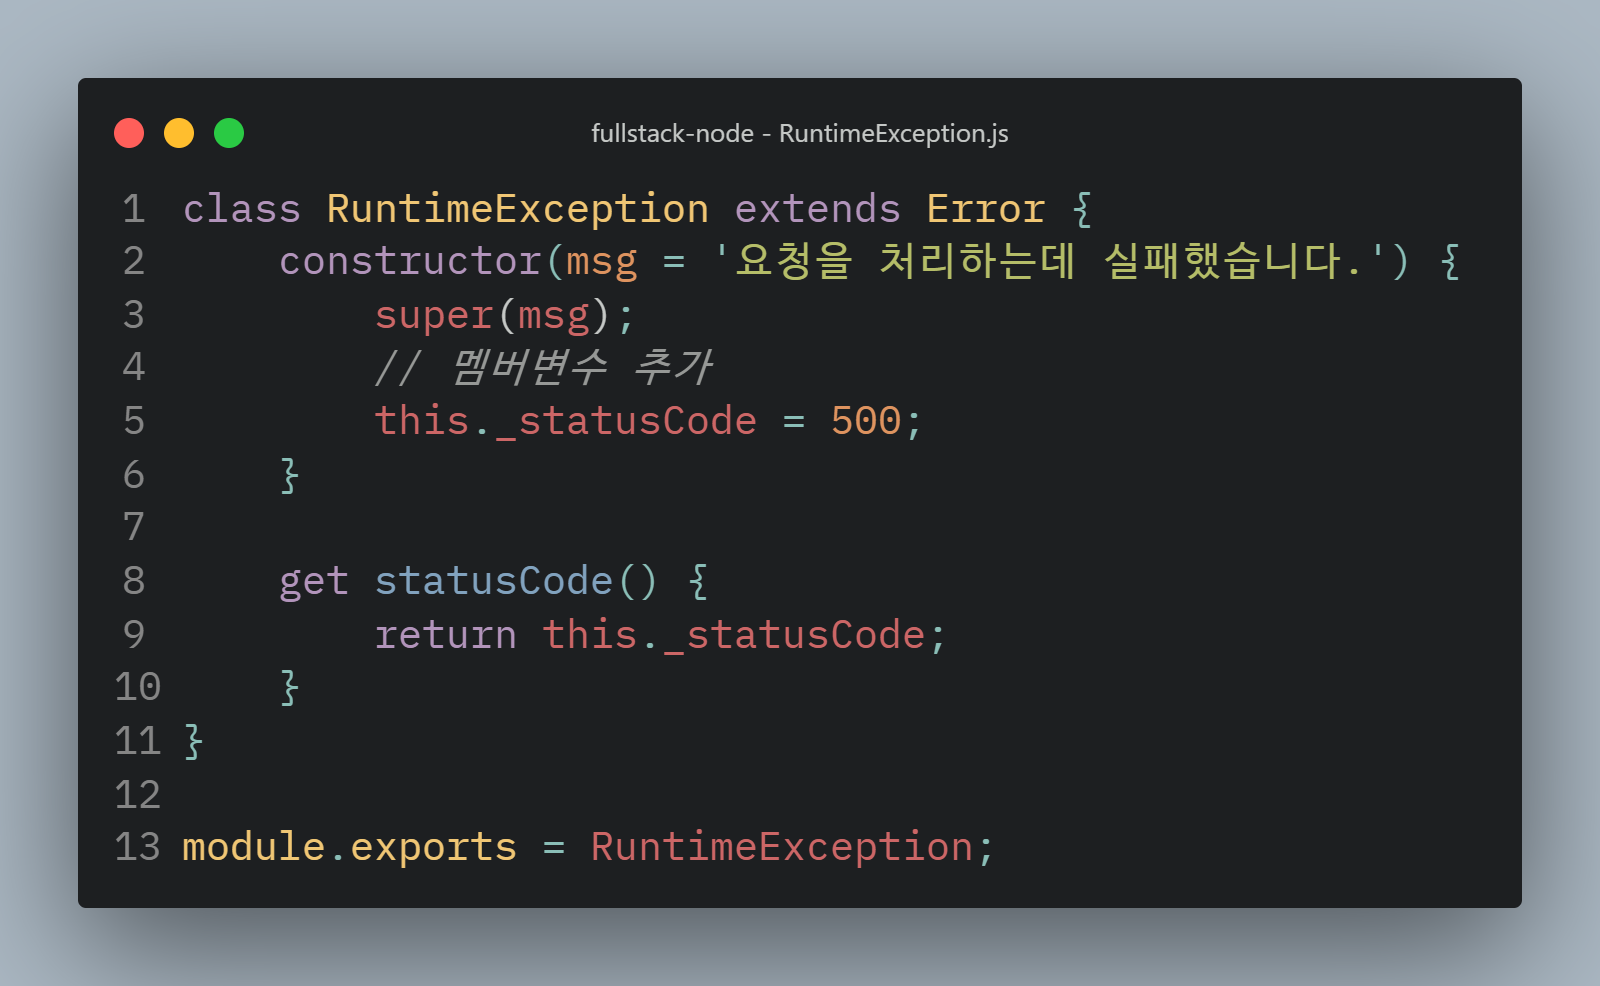 fullstack-node - RuntimeException.js
1 class RuntimeException extends Error {
2     constructor(msg = '요청을 처리하는데 실패했습니다.') {
3         super(msg);
4         // 멤버변수 추가
5         this._statusCode = 500;
6     }
7
8     get statusCode() {
9         return this._statusCode;
10     }
11 }
12
13 module.exports = RuntimeException;